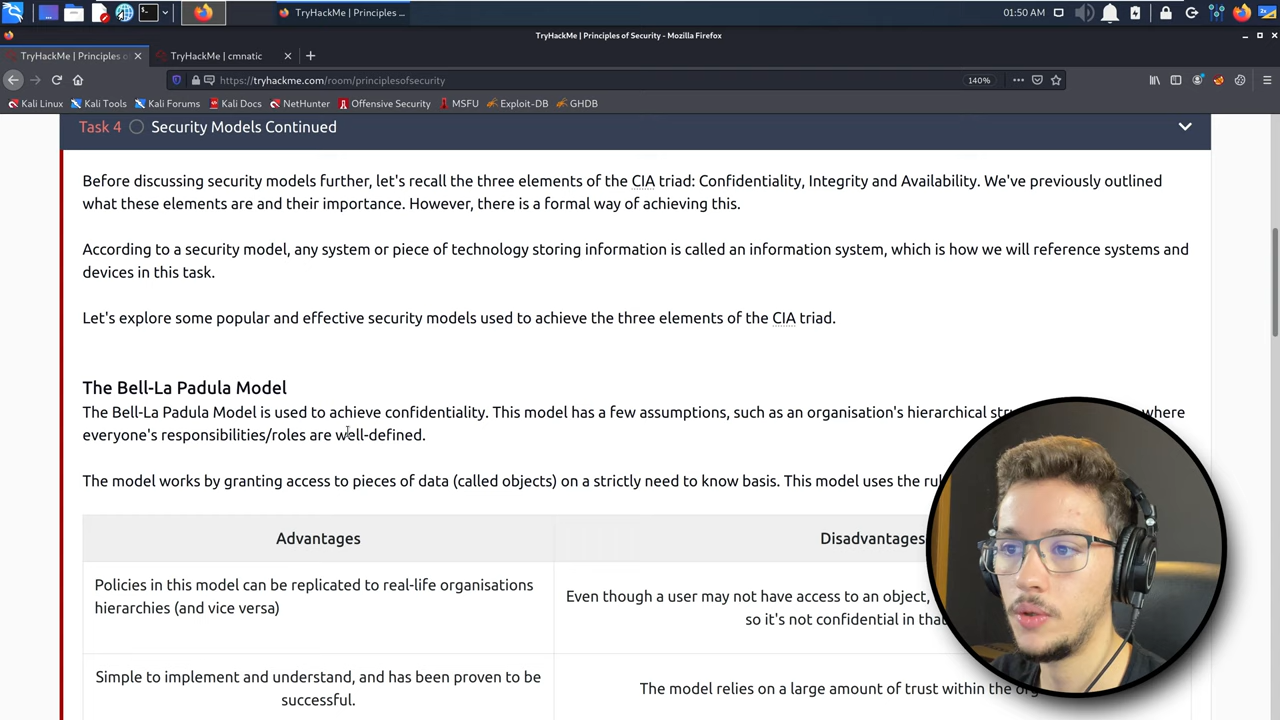 01:50 AM
2x
TryHackMe | Principles ...
TryHackMe | Principles of Security - Mozilla Firefox
TryHackMe | Principles of
TryHackMe | cmnatic
https://tryhackme.com/room/principlesofsecurity
140%
Kali Linux Kali Tools Kali Forums Kali Docs NetHunter Offensive Security MSFU Exploit-DB GHDB
Task 4 Security Models Continued
Before discussing security models further, let's recall the three elements of the CIA triad: Confidentiality, Integrity and Availability. We've previously outlined
what these elements are and their importance. However, there is a formal way of achieving this.
According to a security model, any system or piece of technology storing information is called an information system, which is how we will reference systems and
devices in this task.
Let's explore some popular and effective security models used to achieve the three elements of the CIA triad.
The Bell-La Padula Model
The Bell-La Padula Model is used to achieve confidentiality. This model has a few assumptions, such as an organisation's hierarchical where
everyone's responsibilities/roles are well-defined.
The model works by granting access to pieces of data (called objects) on a strictly need to know basis. This model uses the
Advantages
Disadvantages
Policies in this model can be replicated to real-life organisations
hierarchies (and vice versa)
Even though a user may not have access to an object,
so it's not confidential in that
Simple to implement and understand, and has been proven to be
successful.
The model relies on a large amount of trust within the